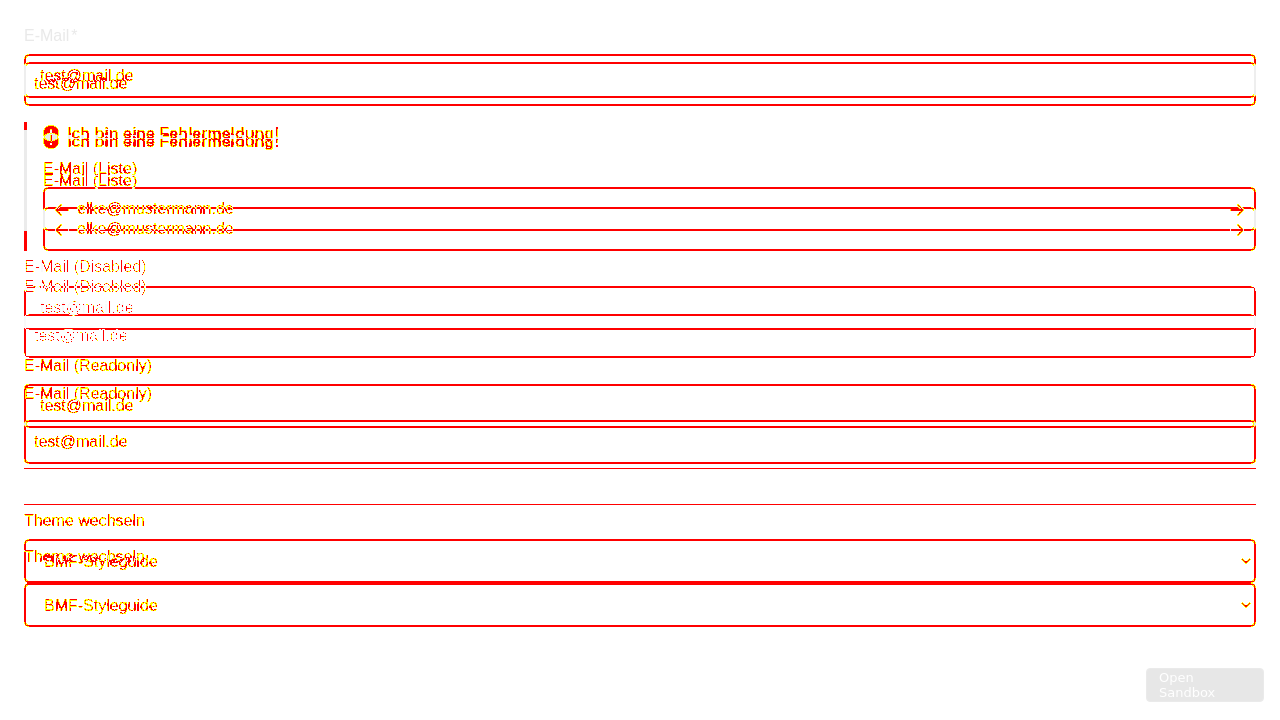 E-Mail *
test@mail.de
test@mail.de
Ich bin eine Fehlermeldung!
Ich bin eine Fehlermeldung!
E-Mail (Liste)
E-Mail (Liste)
elke@mustermann.de
elke@mustermann.de
E-Mail (Disabled)
E-Mail (Disabled)
test@mail.de
test@mail.de
E-Mail (Readonly)
E-Mail (Readonly)
test@mail.de
test@mail.de
Theme wechseln
Theme wechseln
BMF-Styleguide
BMF-Styleguide
Open
Sandbox